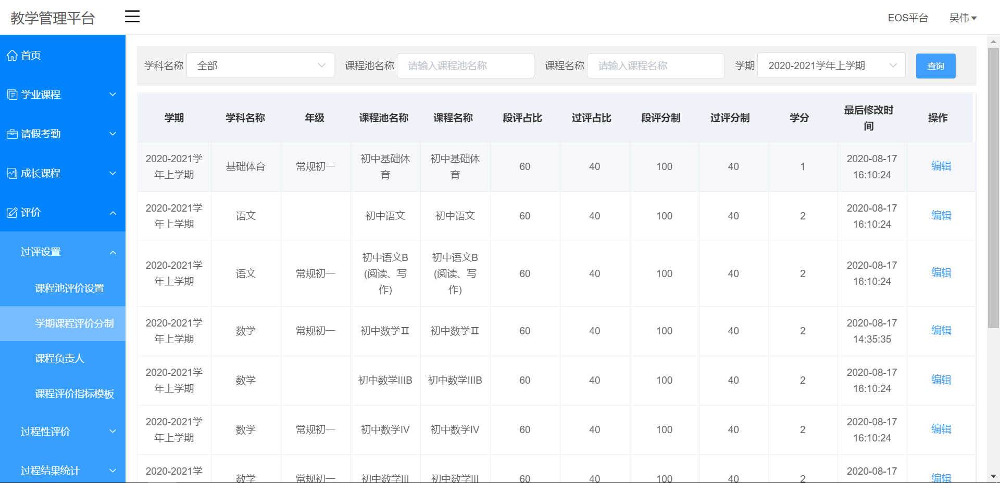 教学管理平台
EOS平台
吴伟
首页
学业课程
请假考勤
成长课程
评价
过评设置
课程池评价设置
学期课程评价分制
课程负责人
课程评价指标模板
过程性评价
过程结果统计
学科名称 全部 课程池名称 请输入课程池名称 课程名称 请输入课程名称 学期 2020-2021学年上学期 查询
学期 学科名称 年级 课程池名称 课程名称 段评占比 过评占比 段评分制 过评分制 学分 最后修改时间 操作
2020-2021学年上学期 基础体育 常规初一 初中基础体育 初中基础体育 60 40 100 40 1 2020-08-17 16:10:24 编辑
2020-2021学年上学期 语文 初中语文 初中语文 60 40 100 40 2 2020-08-17 16:10:24 编辑
2020-2021学年上学期 语文 常规初一 初中语文B(阅读、写作) 初中语文B(阅读、写作) 60 40 100 40 2 2020-08-17 16:10:24 编辑
2020-2021学年上学期 数学 常规初一 初中数学Ⅱ 初中数学Ⅱ 60 40 100 40 2 2020-08-17 14:35:35 编辑
2020-2021学年上学期 数学 初中数学IIIB 初中数学IIIB 60 40 100 40 2 2020-08-17 16:10:24 编辑
2020-2021学年上学期 数学 常规初一 初中数学IV 初中数学IV 60 40 100 40 2 2020-08-17 16:10:24 编辑
2020-2021学 数学 常规初一 初中数学III 初中数学III 60 40 100 40 2 2020-08-17 编辑